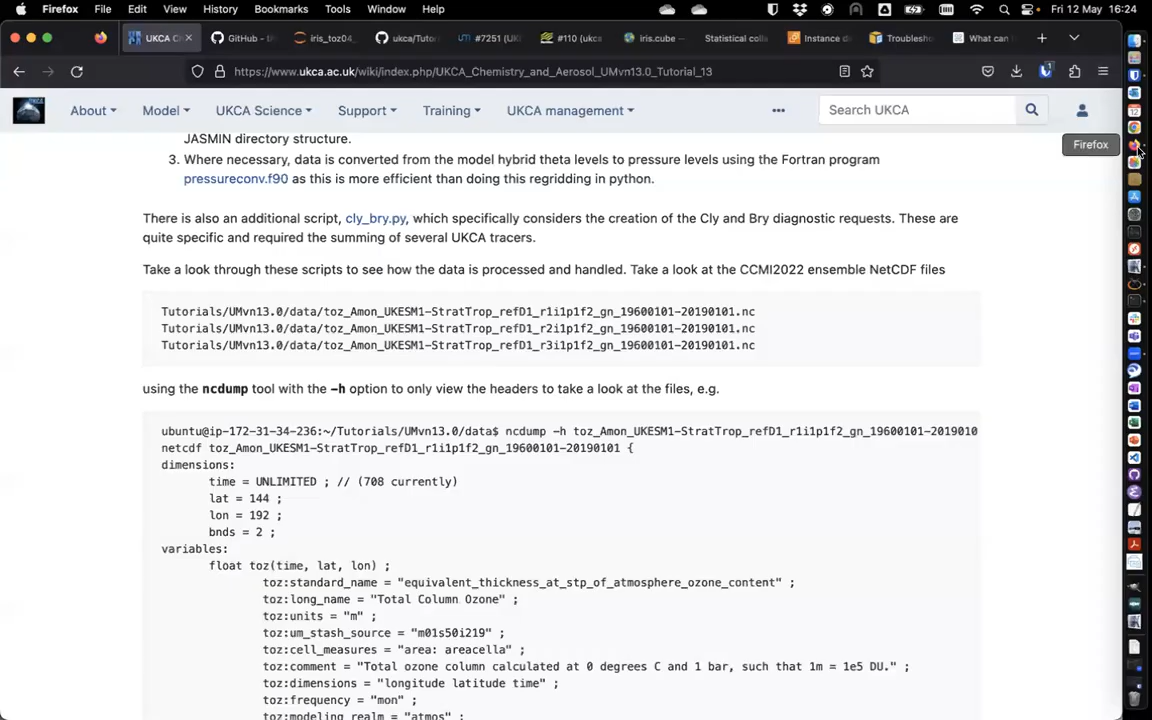 Firefox File Edit View History Bookmarks Tools Window Help Fri 12 May 16:24
UKCA C GitHub - t iris_toz04_ ukca/Tuto #7251 (UK #110 (ukca iris.cube Statistical coll Instance d Troublesho What can
https://www.ukca.ac.uk/wiki/index.php/UKCA_Chemistry_and_Aerosol_UMvn13.0_Tutorial_13
About Model UKCA Science Support Training UKCA management ••• Search UKCA
Firefox
JASMIN directory structure.
3. Where necessary, data is converted from the model hybrid theta levels to pressure levels using the Fortran program
pressureconv.f90 as this is more efficient than doing this regridding in python.
There is also an additional script, cly_bry.py, which specifically considers the creation of the Cly and Bry diagnostic requests. These are
quite specific and required the summing of several UKCA tracers.
Take a look through these scripts to see how the data is processed and handled. Take a look at the CCMI2022 ensemble NetCDF files
Tutorials/UMvn13.0/data/toz_Amon_UKESM1-StratTrop_refD1_r1i1p1f2_gn_19600101-20190101.nc
Tutorials/UMvn13.0/data/toz_Amon_UKESM1-StratTrop_refD1_r2i1p1f2_gn_19600101-20190101.nc
Tutorials/UMvn13.0/data/toz_Amon_UKESM1-StratTrop_refD1_r3i1p1f2_gn_19600101-20190101.nc
using the ncdump tool with the -h option to only view the headers to take a look at the files, e.g.
ubuntu@ip-172-31-34-236:~/Tutorials/UMvn13.0/data$ ncdump -h toz_Amon_UKESM1-StratTrop_refD1_r1i1p1f2_gn_19600101-2019010
netcdf toz_Amon_UKESM1-StratTrop_refD1_r1i1p1f2_gn_19600101-20190101 {
dimensions:
time = UNLIMITED ; // (708 currently)
lat = 144 ;
lon = 192 ;
bnds = 2 ;
variables:
float toz(time, lat, lon) ;
toz:standard_name = "equivalent_thickness_at_stp_of_atmosphere_ozone_content" ;
toz:long_name = "Total Column Ozone" ;
toz:units = "m" ;
toz:um_stash_source = "m01s50i219" ;
toz:cell_measures = "area: areacella" ;
toz:comment = "Total ozone column calculated at 0 degrees C and 1 bar, such that 1m = 1e5 DU." ;
toz:dimensions = "longitude latitude time" ;
toz:frequency = "mon" ;
toz:modeling_realm = "atmos" ;